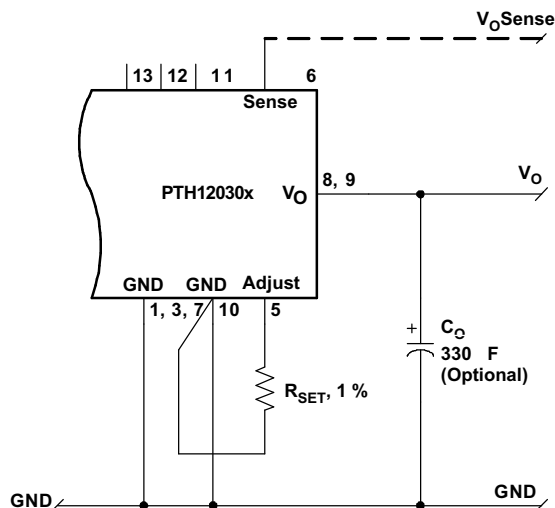 VOSense
13 12 11 6
Sense
PTH12030x
VO
8, 9
VO
GND GND Adjust
1, 3, 7 10 5
+
CO
330 F
(Optional)
RSET, 1 %
GND
GND